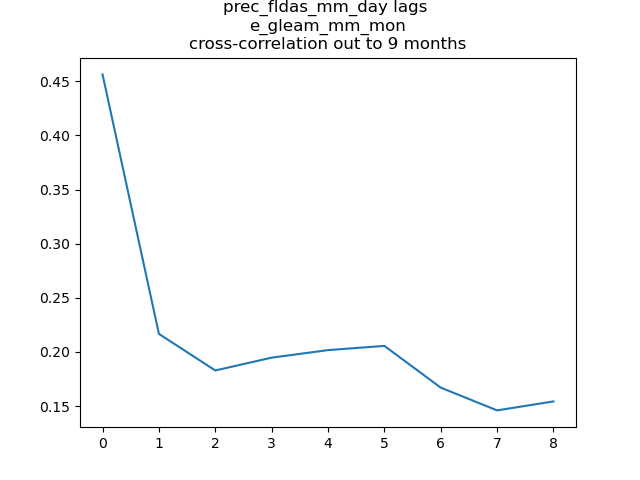 prec_fldas_mm_day lags
e_gleam_mm_mon
cross-correlation out to 9 months
0.45
0.40
0.35
0.30
0.25
0.20
0.15
0 1 2 3 4 5 6 7 8